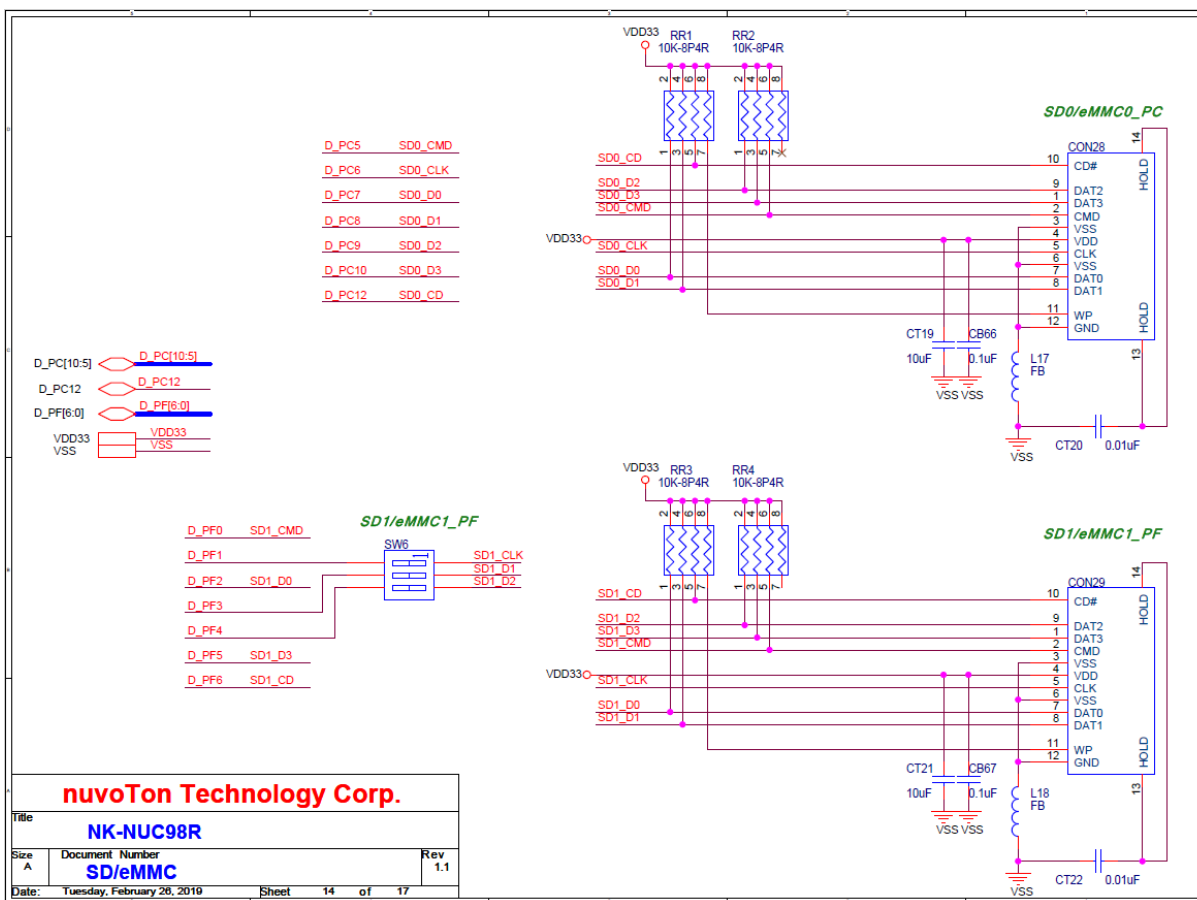 VDD33
RR1
RR2
10K-8P4R
10K-8P4R
2 4 6 8
2 4 6 8
1 3 5 7
1 3 5 7
SD0/eMMC0_PC
CON28
14
HOLD
D_PC5 SD0_CMD
D_PC6 SD0_CLK
D_PC7 SD0_D0
D_PC8 SD0_D1
D_PC9 SD0_D2
D_PC10 SD0_D3
D_PC12 SD0_CD
SD0_CD 10 CD#
SD0_D2 9 DAT2
SD0_D3 1 DAT3
SD0_CMD 2 CMD
3 VSS
VDD33 4 VDD
SD0_CLK 5 CLK
6 VSS
SD0_D0 7 DAT0
SD0_D1 8 DAT1
11 WP
12 GND
HOLD
13
CT19
10uF
CB66
0.1uF
VSS VSS
L17
FB
VSS
CT20 0.01uF
D_PC[10:5] D_PC[10:5]
D_PC12 D_PC12
D_PF[6:0] D_PF[6:0]
VDD33 VDD33
VSS VSS
VDD33
RR3
RR4
10K-8P4R
10K-8P4R
2 4 6 8
2 4 6 8
1 3 5 7
1 3 5 7
SD1/eMMC1_PF
SW6
1
D_PF0 SD1_CMD
D_PF1 SD1_CLK
SD1_D1
D_PF2 SD1_D0 SD1_D2
D_PF3
D_PF4
D_PF5 SD1_D3
D_PF6 SD1_CD
SD1/eMMC1_PF
CON29
14
HOLD
SD1_CD 10 CD#
SD1_D2 9 DAT2
SD1_D3 1 DAT3
SD1_CMD 2 CMD
3 VSS
VDD33 4 VDD
SD1_CLK 5 CLK
6 VSS
SD1_D0 7 DAT0
SD1_D1 8 DAT1
11 WP
12 GND
HOLD
13
CT21
10uF
CB67
0.1uF
VSS VSS
L18
FB
VSS
CT22 0.01uF
nuvoTon Technology Corp.
Title
NK-NUC98R
Size
A
Document Number
SD/eMMC
Rev
1.1
Date: Tuesday, February 26, 2019 Sheet 14 of 17